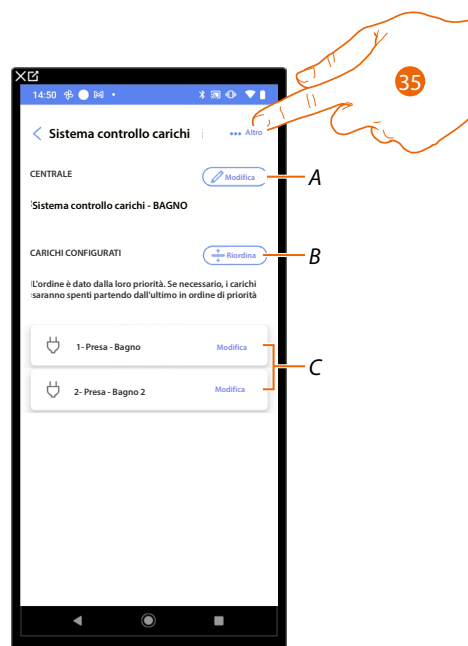 35
14:50
Sistema controllo carichi
••• Altro
CENTRALE
Modifica
A
Sistema controllo carichi - BAGNO
CARICHI CONFIGURATI
Riordina
B
L'ordine è dato dalla loro priorità. Se necessario, i carichi
saranno spenti partendo dall'ultimo in ordine di priorità
1- Presa - Bagno
Modifica
C
2- Presa - Bagno 2
Modifica